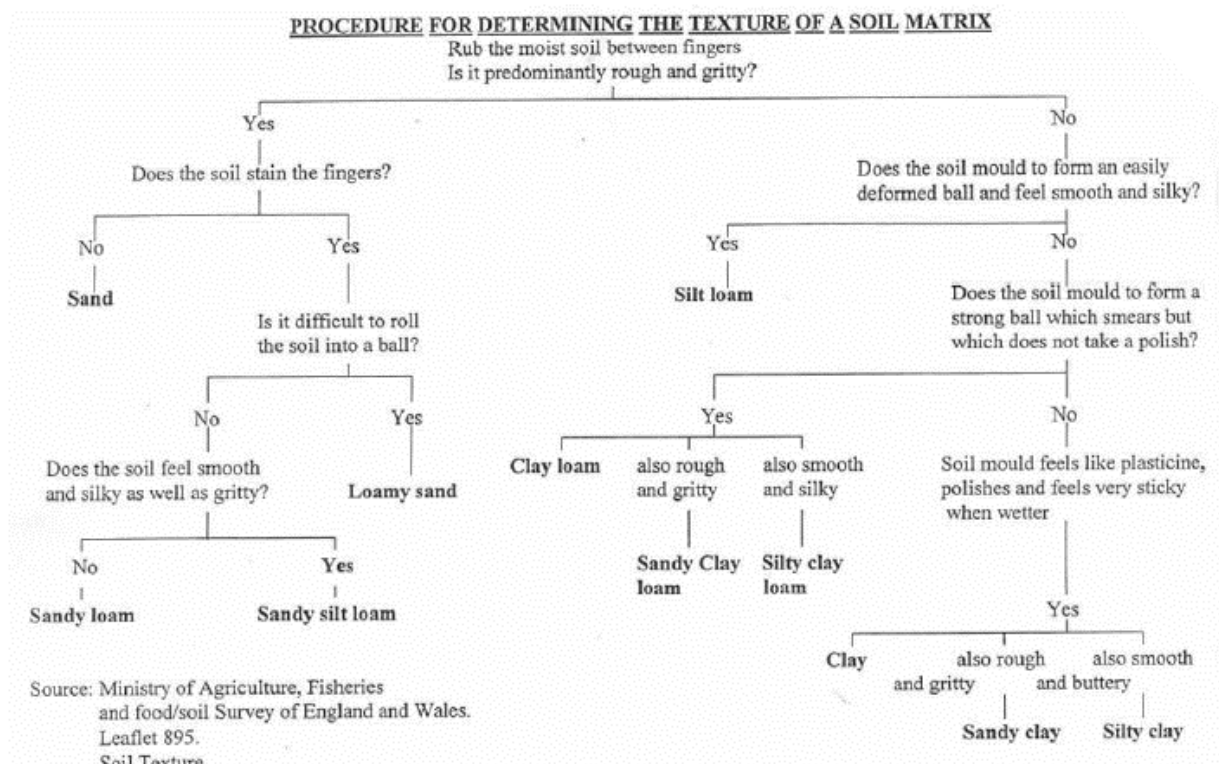 PROCEDURE FOR DETERMINING THE TEXTURE OF A SOIL MATRIX
Rub the moist soil between fingers
Is it predominantly rough and gritty?
Yes
No
Does the soil stain the fingers?
Does the soil mould to form an easily
deformed ball and feel smooth and silky?
No
Yes
Yes
No
Sand
Silt loam
Does the soil mould to form a
strong ball which smears but
which does not take a polish?
Is it difficult to roll
the soil into a ball?
No
Yes
Yes
No
Does the soil feel smooth
and silky as well as gritty?
Loamy sand
Clay loam
also rough
and gritty
also smooth
and silky
Soil mould feels like plasticine,
polishes and feels very sticky
when wetter
No
Yes
Sandy Clay
loam
Silty clay
loam
Sandy loam
Sandy silt loam
Yes
Clay
also rough
and gritty
also smooth
and buttery
Sandy clay
Silty clay
Source: Ministry of Agriculture, Fisheries
and food/soil Survey of England and Wales.
Leaflet 895.
Soil Texture